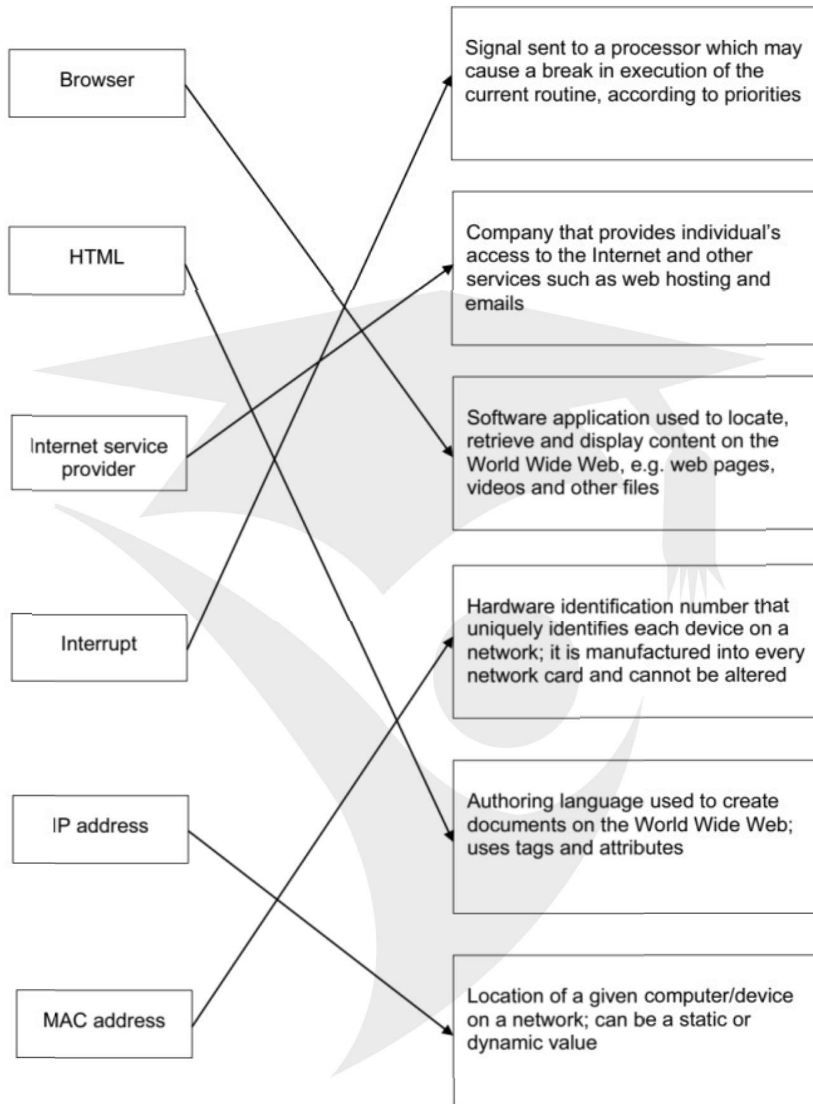 Browser
Signal sent to a processor which may
cause a break in execution of the
current routine, according to priorities
HTML
Company that provides individual's
access to the Internet and other
services such as web hosting and
emails
Internet service
provider
Software application used to locate,
retrieve and display content on the
World Wide Web, e.g. web pages,
videos and other files
Interrupt
Hardware identification number that
uniquely identifies each device on a
network; it is manufactured into every
network card and cannot be altered
IP address
Authoring language used to create
documents on the World Wide Web;
uses tags and attributes
MAC address
Location of a given computer/device
on a network; can be a static or
dynamic value